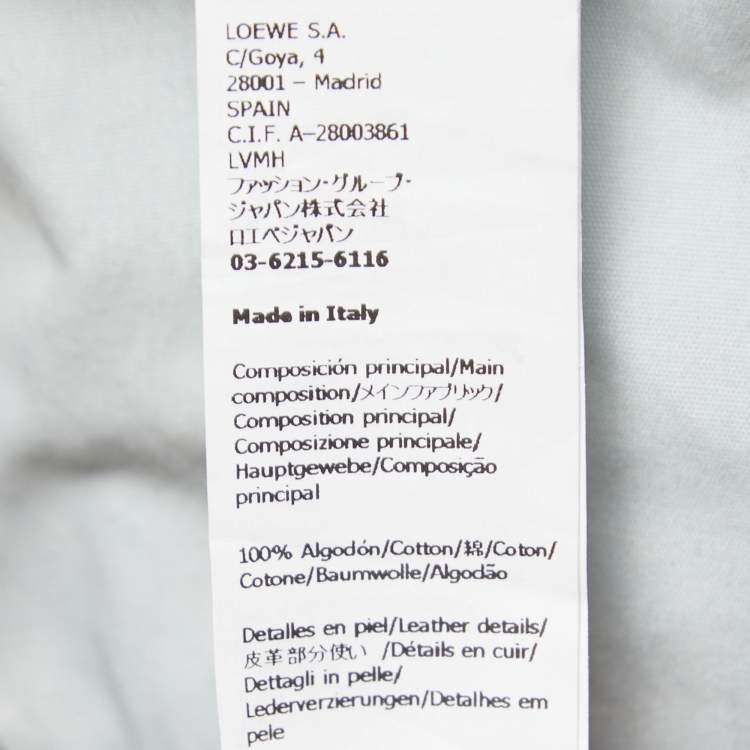 LOEWE S.A.
C/Goya, 4
28001 – Madrid
SPAIN
C.I.F. A-28003861
LVMH
ファッション･グループ･
ジャパン株式会社
ロエベジャパン
03-6215-6116
Made in Italy
Composición principal/Main
composition/メインファブリック/
Composition principal/
Composizione principale/
Hauptgewebe/Composição
principal
100% Algodón/Cotton/綿/Coton/
Cotone/Baumwolle/Algodão
Detalles en piel/Leather details/
皮革部分使い /Détails en cuir/
Dettagli in pelle/
Lederverzierungen/Detalhes em
pele